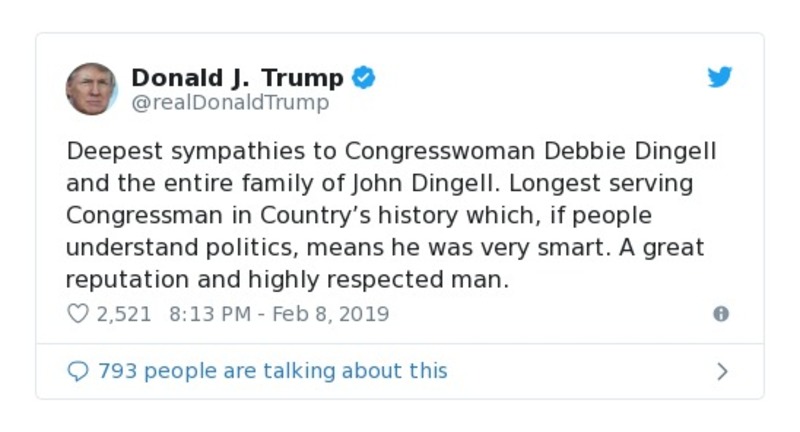 Donald J. Trump
@realDonaldTrump
Deepest sympathies to Congresswoman Debbie Dingell
and the entire family of John Dingell. Longest serving
Congressman in Country’s history which, if people
understand politics, means he was very smart. A great
reputation and highly respected man.
2,521 8:13 PM - Feb 8, 2019
793 people are talking about this